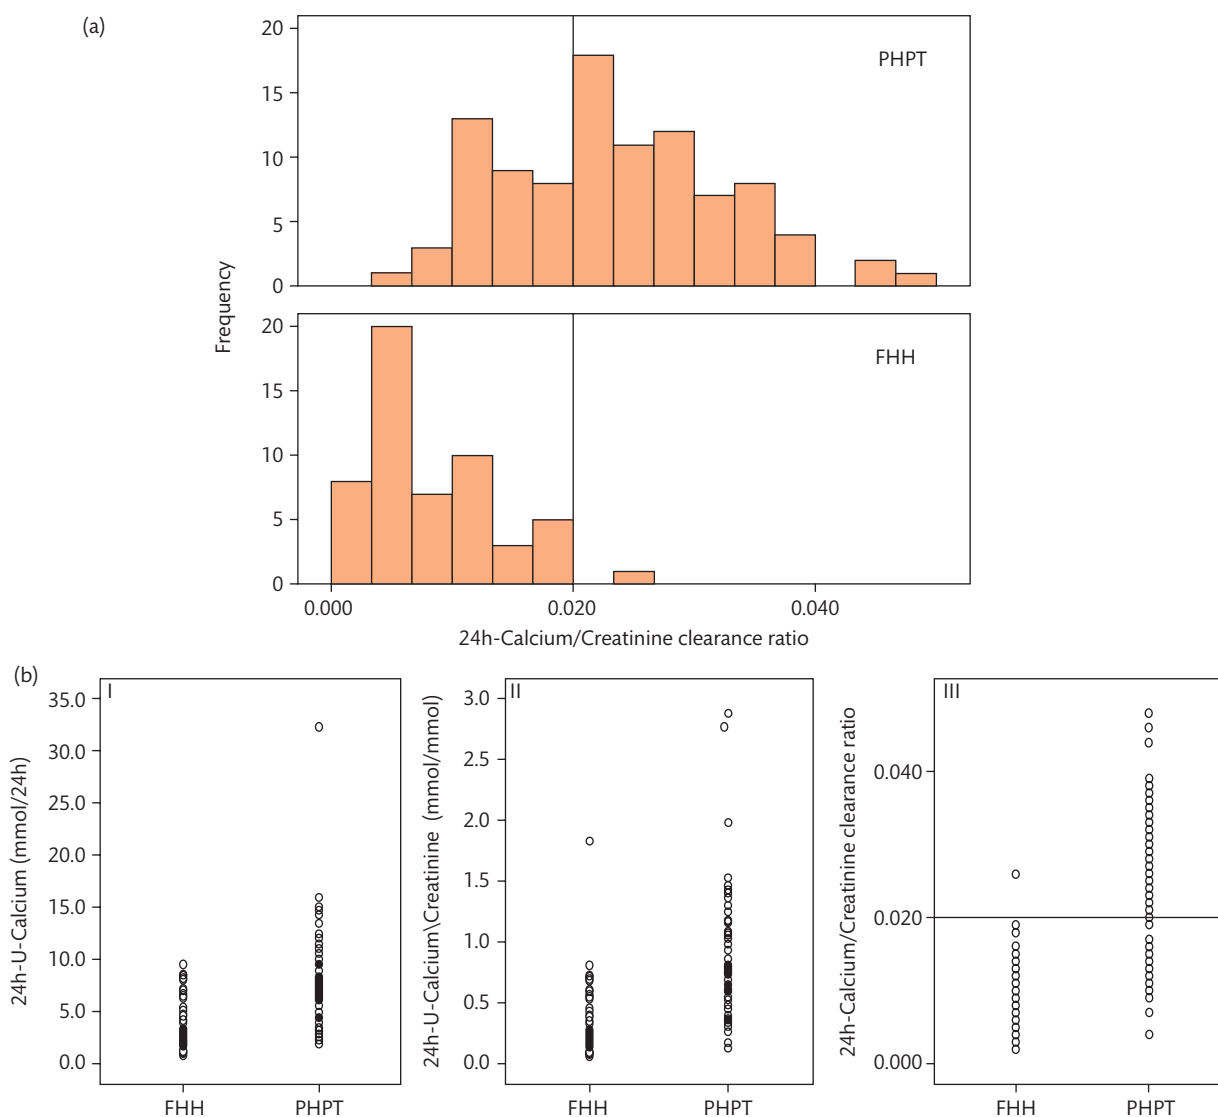 (a)
20
15
10
5
0
PHPT
Frequency
20
15
10
5
0
FHH
0.000 0.020 0.040
24h-Calcium/Creatinine clearance ratio
(b)
I
24h-U-Calcium (mmol/24h)
35.0
30.0
25.0
20.0
15.0
10.0
5.0
0.0
FHH PHPT
II
24h-U-Calcium\Creatinine (mmol/mmol)
3.0
2.5
2.0
1.5
1.0
0.5
0.0
FHH PHPT
III
24h-Calcium/Creatinine clearance ratio
0.040
0.020
0.000
FHH PHPT